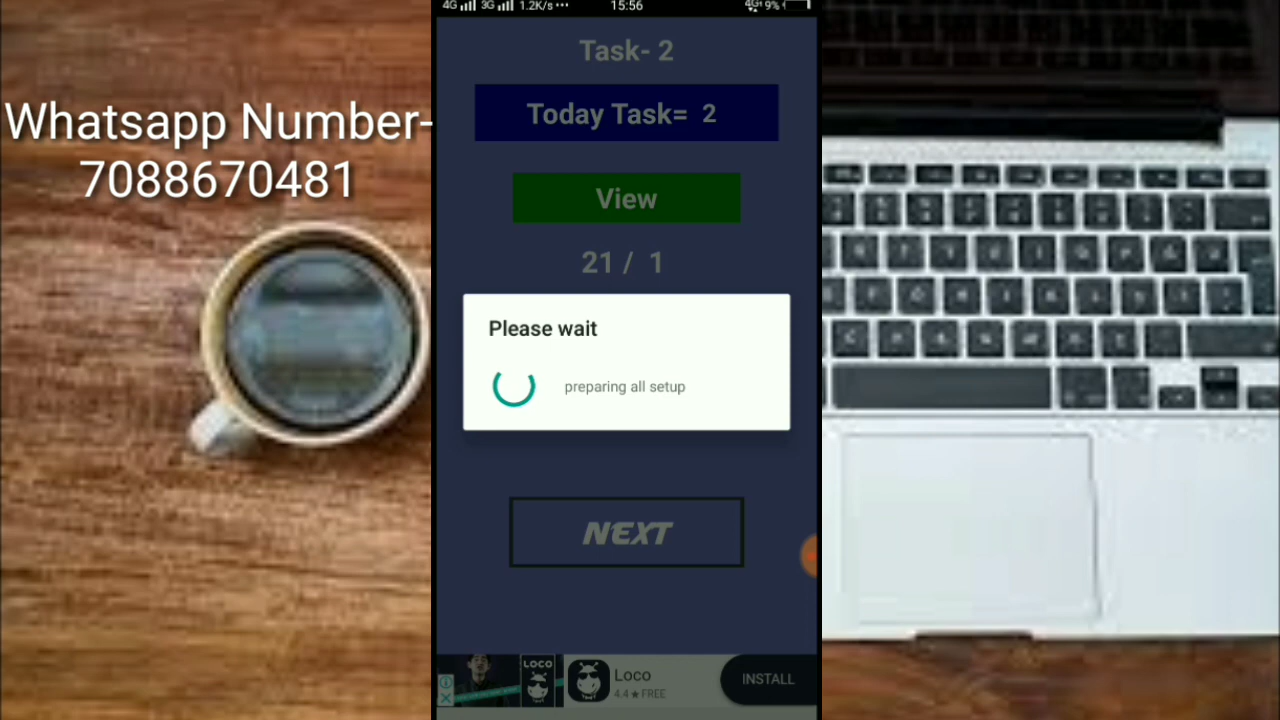 4G 3G 1.2K/s ••• 15:56 4G 9%
Task- 2
Whatsapp Number-
7088670481
Today Task= 2
View
21 / 1
Please wait
preparing all setup
NEXT
LOCO
Loco
4.4★FREE
INSTALL